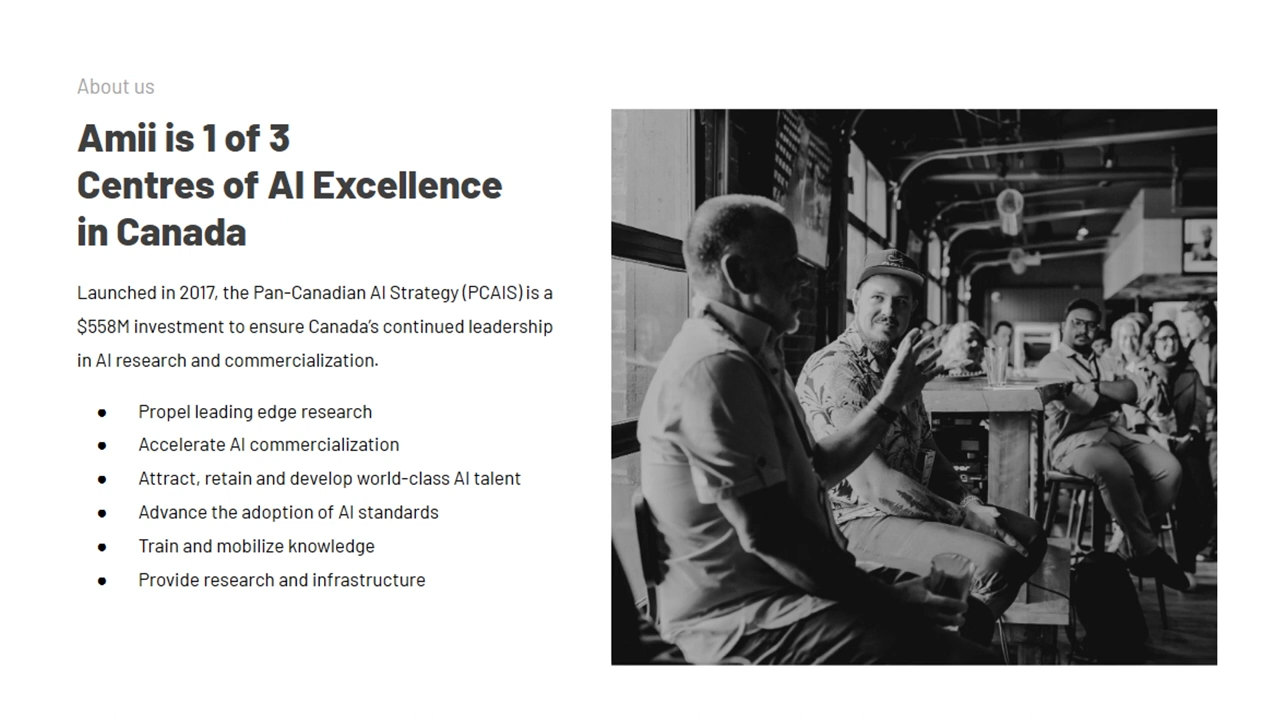 About us
Amii is 1 of 3
Centres of AI Excellence
in Canada
Launched in 2017, the Pan-Canadian AI Strategy (PCAIS) is a
$558M investment to ensure Canada’s continued leadership
in AI research and commercialization.
● Propel leading edge research
● Accelerate AI commercialization
● Attract, retain and develop world-class AI talent
● Advance the adoption of AI standards
● Train and mobilize knowledge
● Provide research and infrastructure